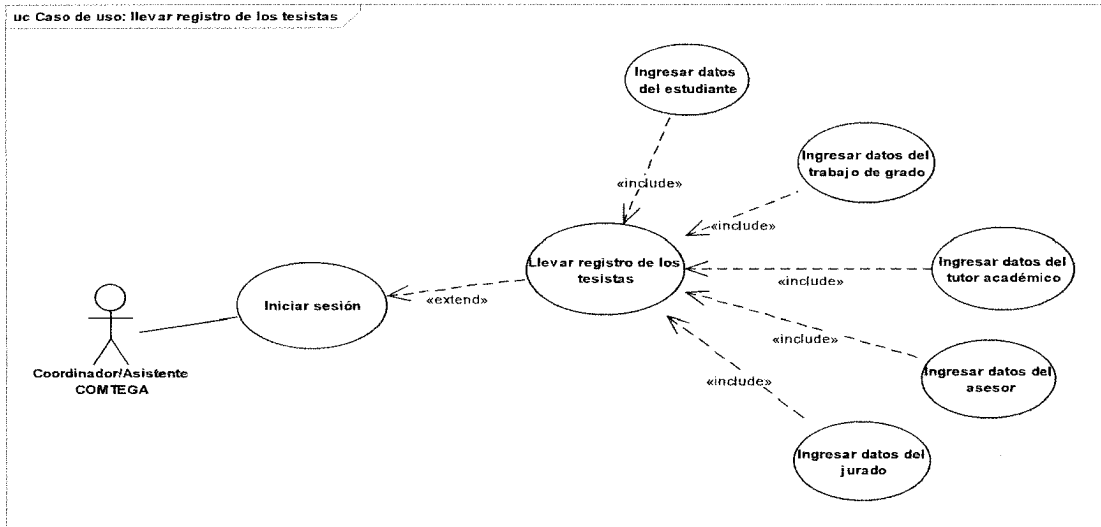 uc Caso de uso: llevar registro de los tesistas
Ingresar datos
del estudiante
Ingresar datos del
trabajo de grado
«include»
«include»
Llevar registro de los
tesistas
Ingresar datos del
tutor académico
«include»
Iniciar sesión
«extend»
«include»
Coordinador/Asistente
COMTEGA
Ingresar datos del
asesor
«include»
Ingresar datos del
jurado